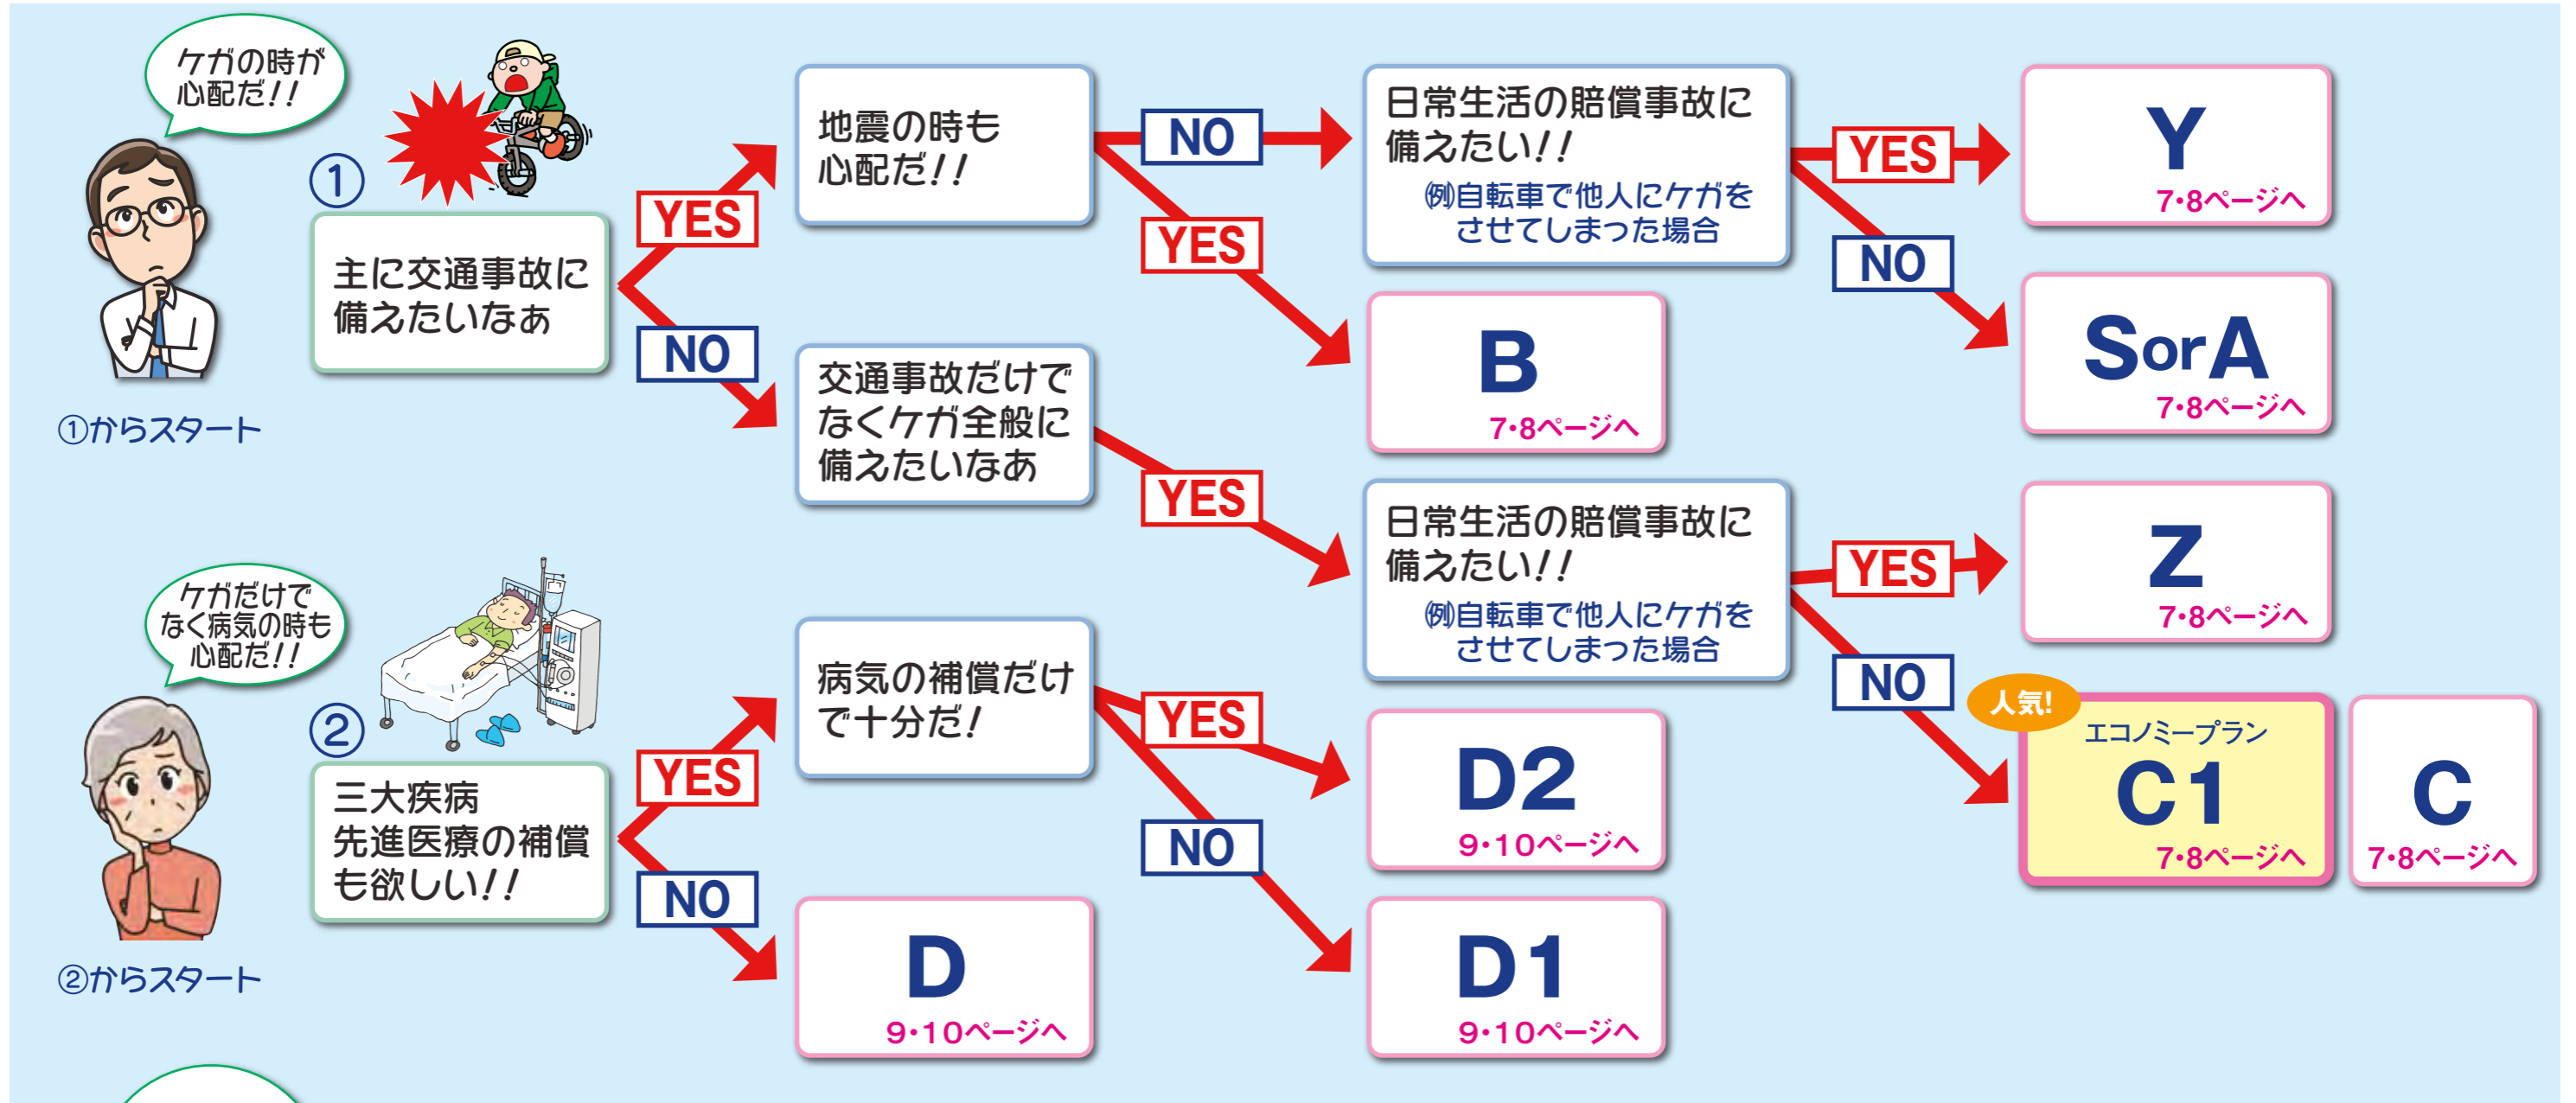 ケガの時が
心配だ!!
①
主に交通事故に
備えたいなぁ
①からスタート
YES
NO
地震の時も
心配だ!!
NO
YES
日常生活の賠償事故に
備えたい!!
㋹自転車で他人にケガを
させてしまった場合
YES
NO
Y
7・8ページへ
SorA
7・8ページへ
B
7・8ページへ
交通事故だけで
なくケガ全般に
備えたいなあ
YES
日常生活の賠償事故に
備えたい!!
㋹自転車で他人にケガを
させてしまった場合
YES
NO
Z
7・8ページへ
人気!
エコノミープラン
C1
7・8ページへ
C
7・8ページへ
ケガだけで
なく病気の時も
心配だ!!
②
三大疾病
先進医療の補償
も欲しい!!
②からスタート
YES
NO
病気の補償だけ
で十分だ!
YES
NO
D2
9・10ページへ
D1
9・10ページへ
D
9・10ページへ